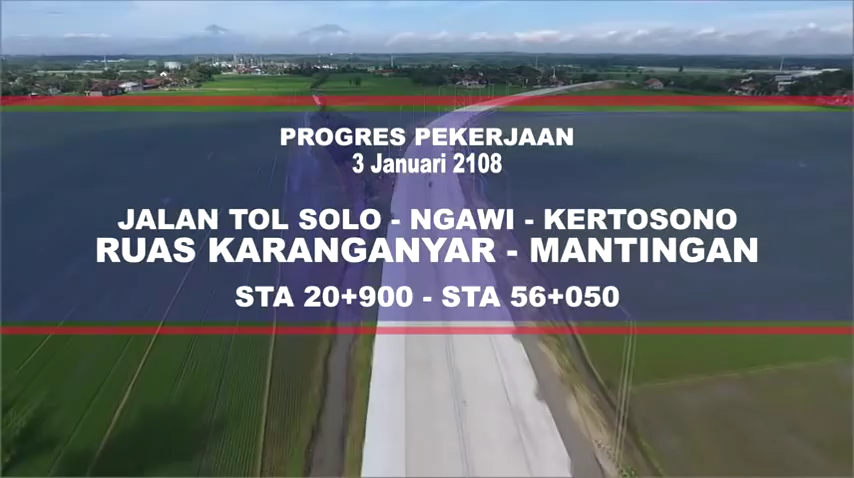 PROGRES PEKERJAAN
3 Januari 2108
JALAN TOL SOLO - NGAWI - KERTOSONO
RUAS KARANGANYAR - MANTINGAN
STA 20+900 - STA 56+050